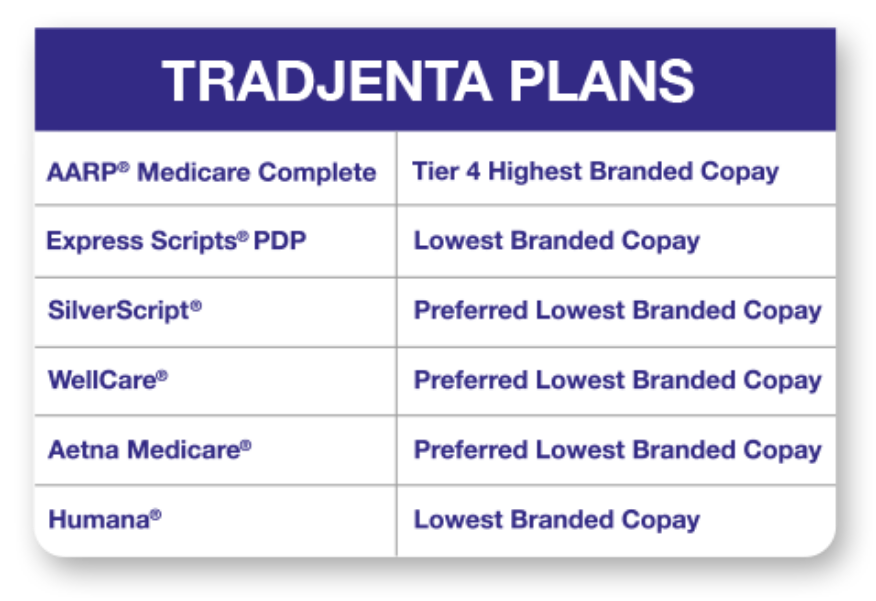 TRADJENTA PLANS
AARP® Medicare Complete Tier 4 Highest Branded Copay
Express Scripts® PDP Lowest Branded Copay
SilverScript® Preferred Lowest Branded Copay
WellCare® Preferred Lowest Branded Copay
Aetna Medicare® Preferred Lowest Branded Copay
Humana® Lowest Branded Copay